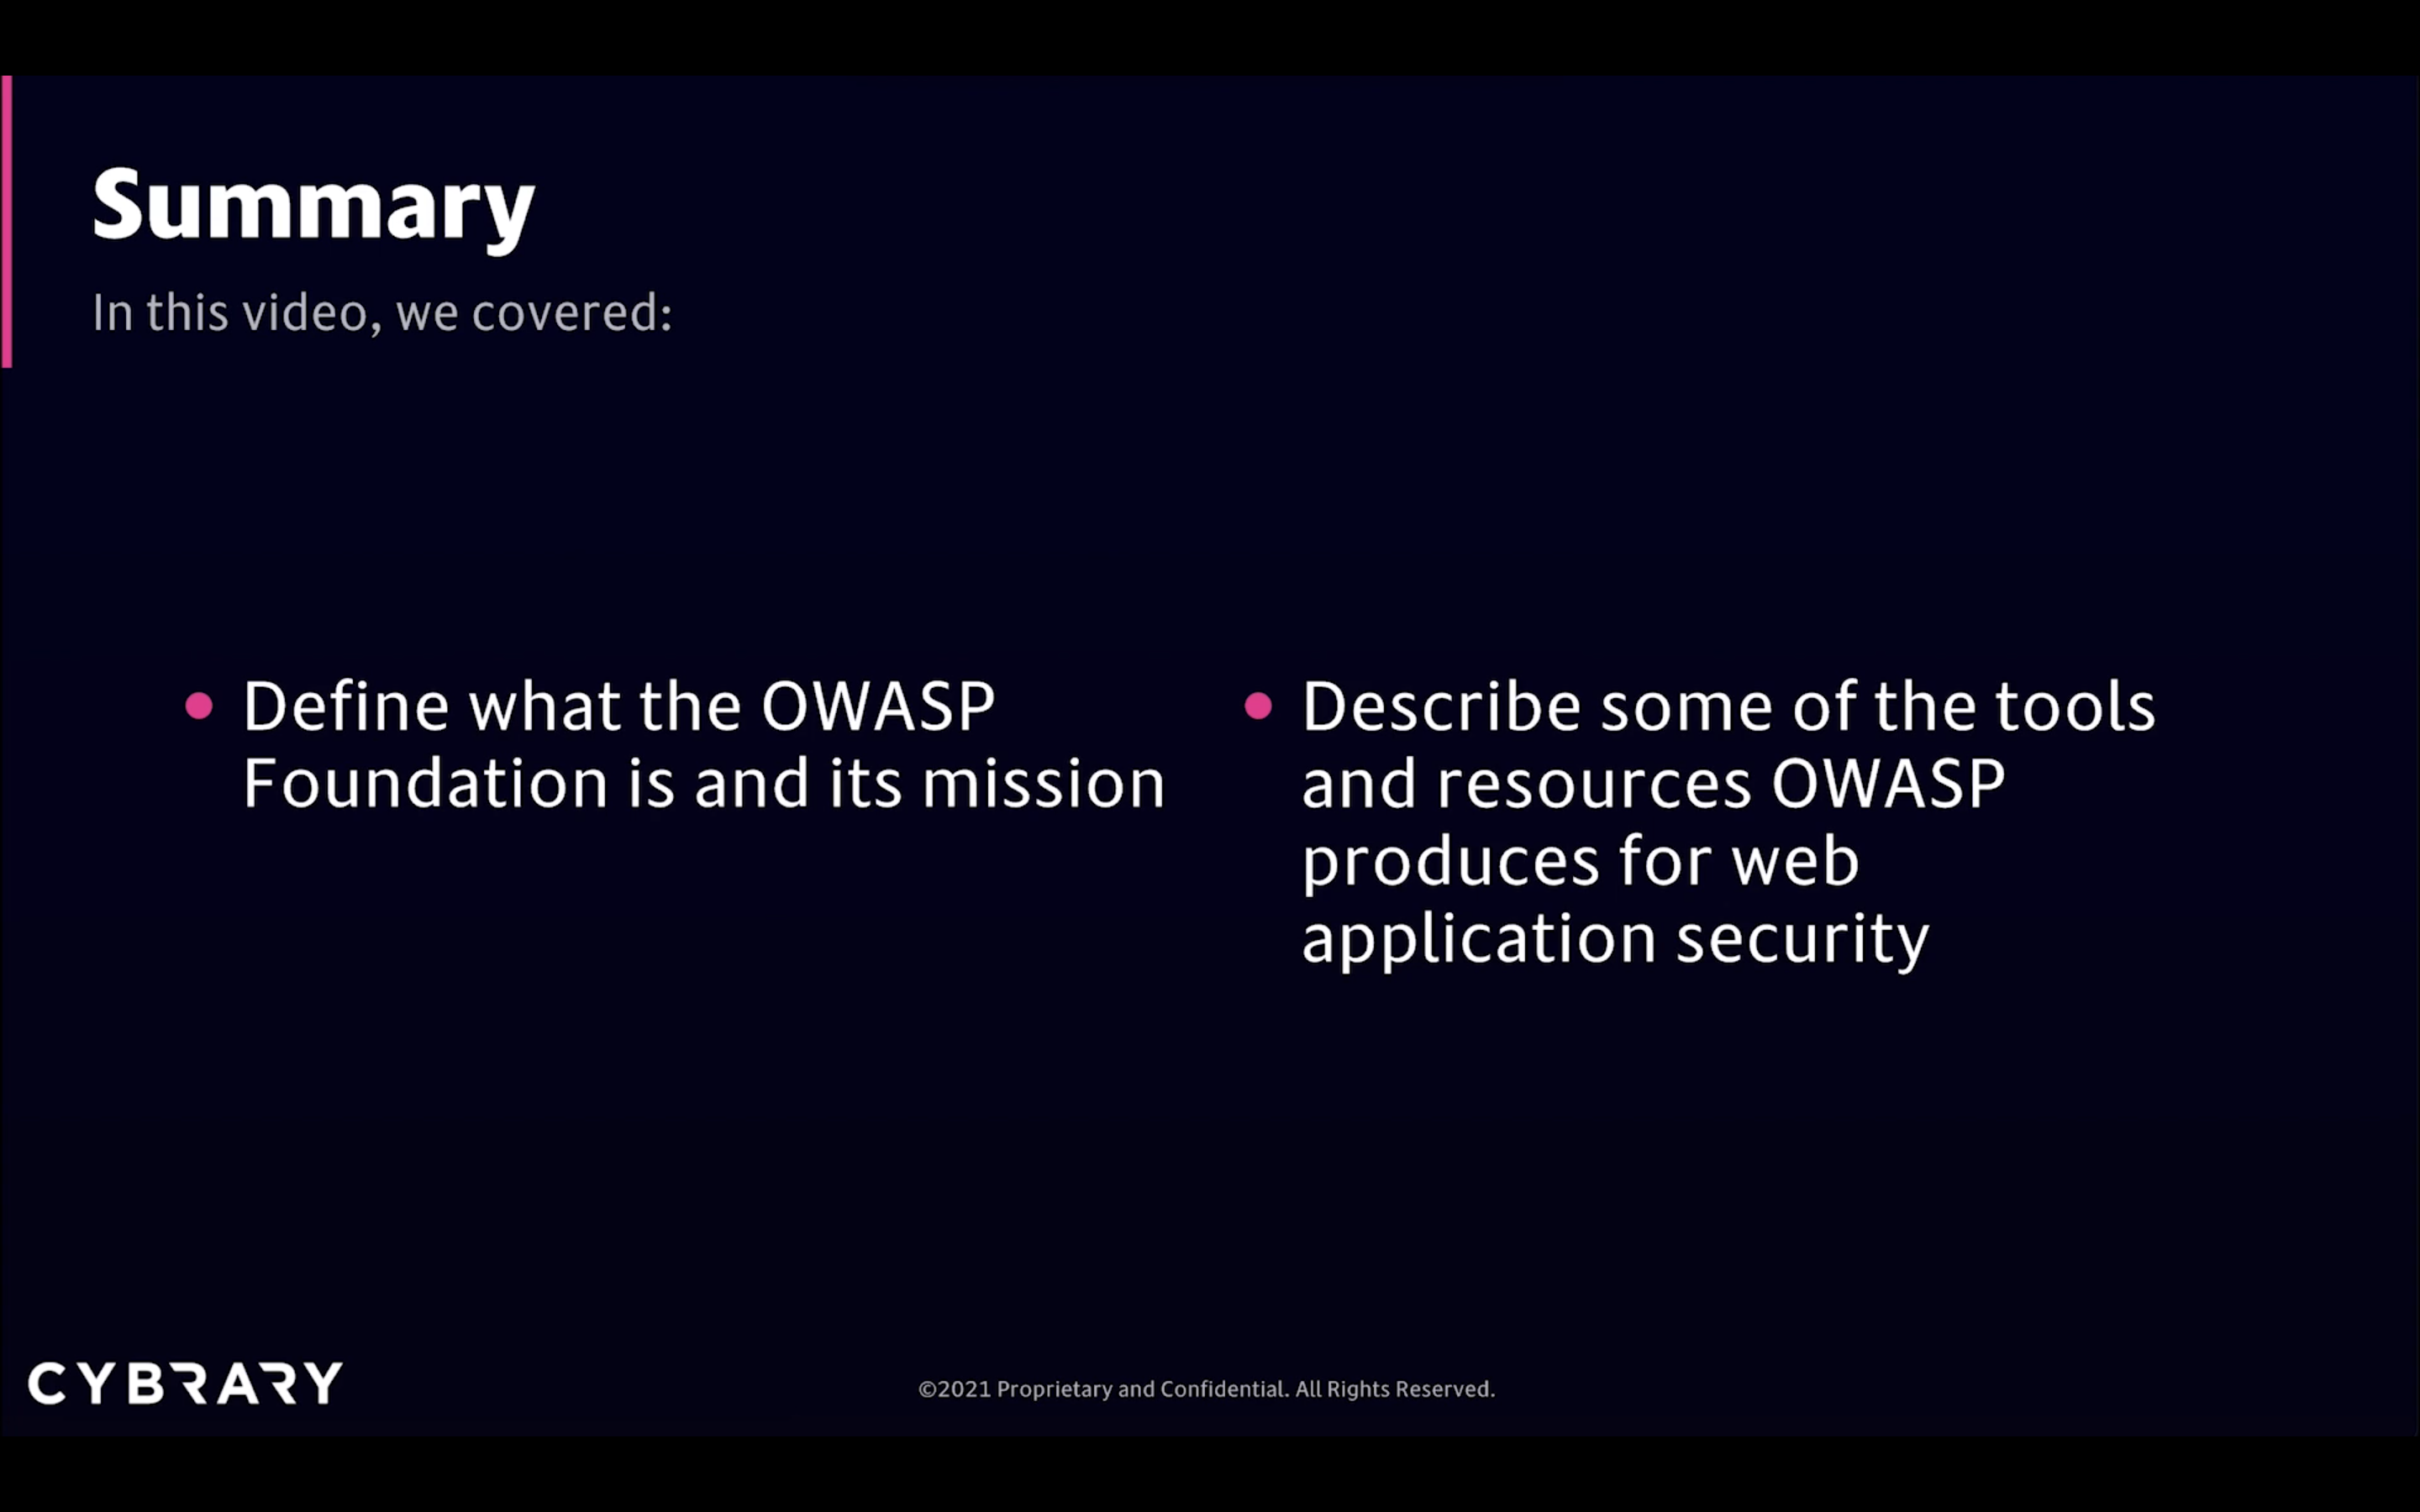 Summary
In this video, we covered:
Define what the OWASP
Foundation is and its mission
Describe some of the tools
and resources OWASP
produces for web
application security
CYBRARY
©2021 Proprietary and Confidential. All Rights Reserved.